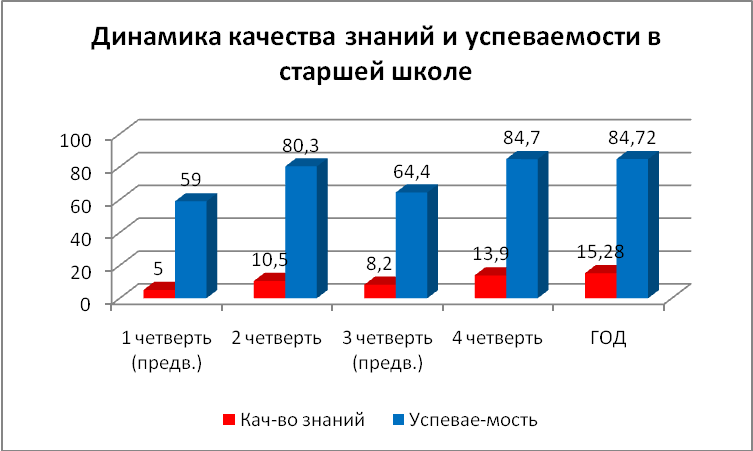 Динамика качества знаний и успеваемости в
старшей школе
100
80
60
40
20
0
5
59
10,5
80,3
8,2
64,4
13,9
84,7
15,28
84,72
1 четверть
(предв.)
2 четверть
3 четверть
(предв.)
4 четверть
ГОД
Кач-во знаний
Успевае-мость